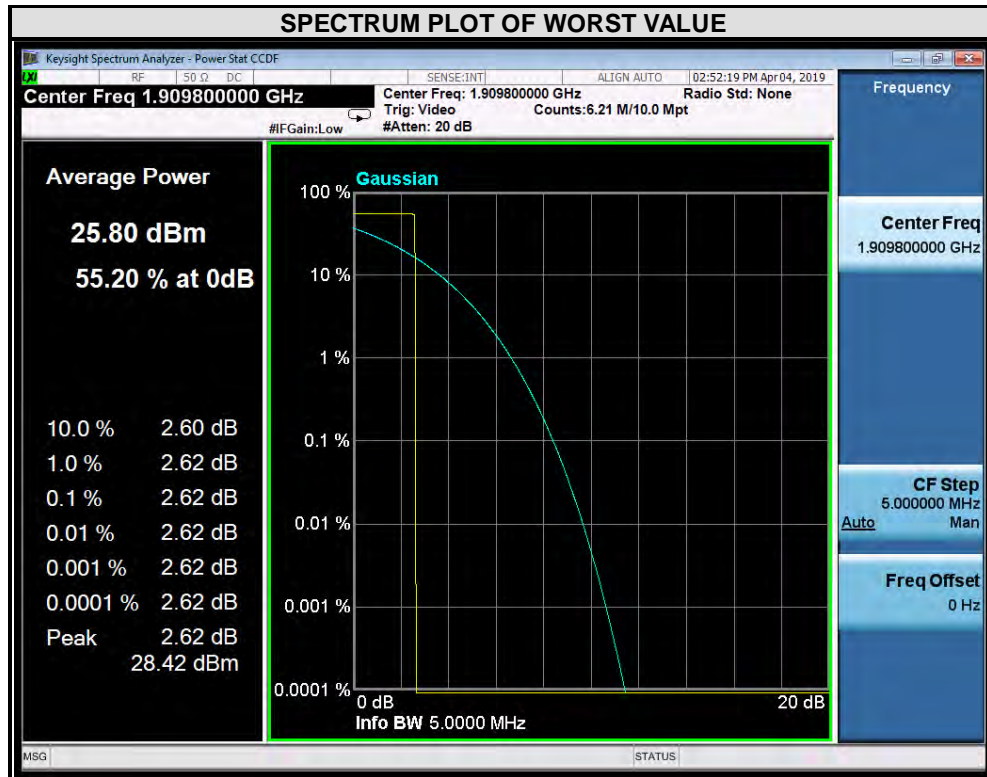 SPECTRUM PLOT OF WORST VALUE
Keysight Spectrum Analyzer - Power Stat CCDF
LXI RF 50 Ω DC SENSE:INT ALIGN AUTO 02:52:19 PM Apr 04, 2019
Center Freq 1.909800000 GHz
Center Freq: 1.909800000 GHz Radio Std: None
Trig: Video Counts:6.21 M/10.0 Mpt
#IFGain:Low #Atten: 20 dB
Frequency
Average Power
25.80 dBm
55.20 % at 0dB
10.0 % 2.60 dB
1.0 % 2.62 dB
0.1 % 2.62 dB
0.01 % 2.62 dB
0.001 % 2.62 dB
0.0001 % 2.62 dB
Peak 2.62 dB
28.42 dBm
Gaussian
100 %
10 %
1 %
0.1 %
0.01 %
0.001 %
0.0001 %
0 dB 20 dB
Info BW 5.0000 MHz
Center Freq
1.909800000 GHz
CF Step
5.000000 MHz
Auto Man
Freq Offset
0 Hz
MSG STATUS